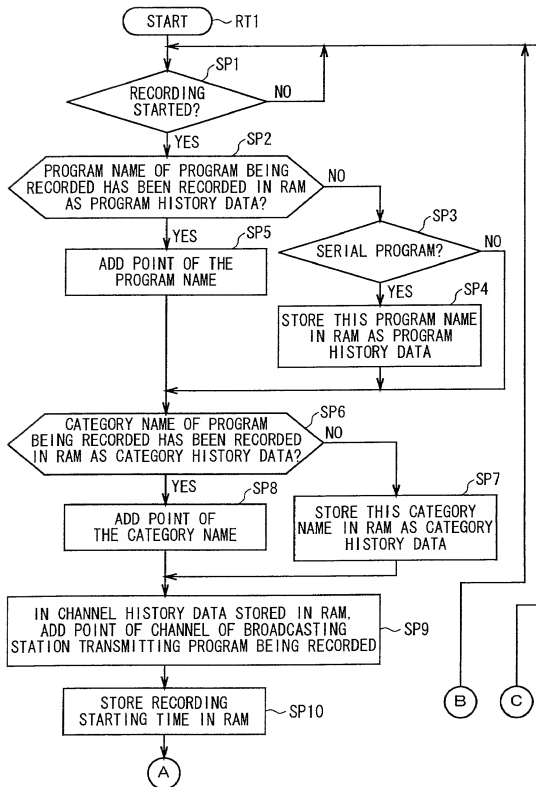 START
RT1
SP1
RECORDING
STARTED?
NO
YES
SP2
PROGRAM NAME OF PROGRAM BEING
RECORDED HAS BEEN RECORDED IN RAM
AS PROGRAM HISTORY DATA?
NO
YES
SP3
SERIAL PROGRAM?
NO
YES
SP5
ADD POINT OF THE
PROGRAM NAME
SP4
STORE THIS PROGRAM NAME
IN RAM AS PROGRAM
HISTORY DATA
SP6
CATEGORY NAME OF PROGRAM
BEING RECORDED HAS BEEN RECORDED
IN RAM AS CATEGORY HISTORY DATA?
NO
YES
SP8
ADD POINT OF
THE CATEGORY NAME
SP7
STORE THIS CATEGORY
NAME IN RAM AS CATEGORY
HISTORY DATA
IN CHANNEL HISTORY DATA STORED IN RAM,
ADD POINT OF CHANNEL OF BROADCASTING
STATION TRANSMITTING PROGRAM BEING RECORDED
SP9
STORE RECORDING
STARTING TIME IN RAM
SP10
A
B
C